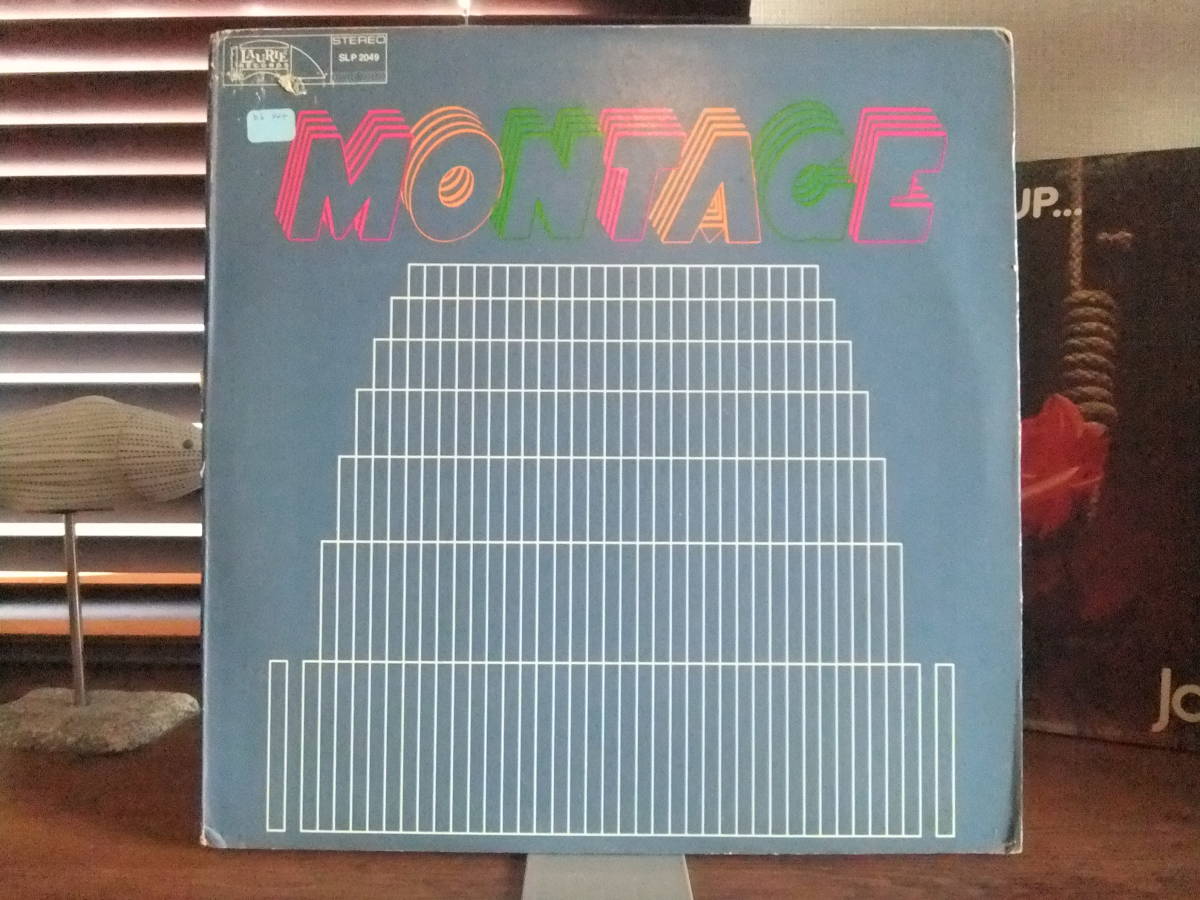 LAURIE
RECORDS
STEREO
SLP 2049
MONTAGE
UP...
Jo